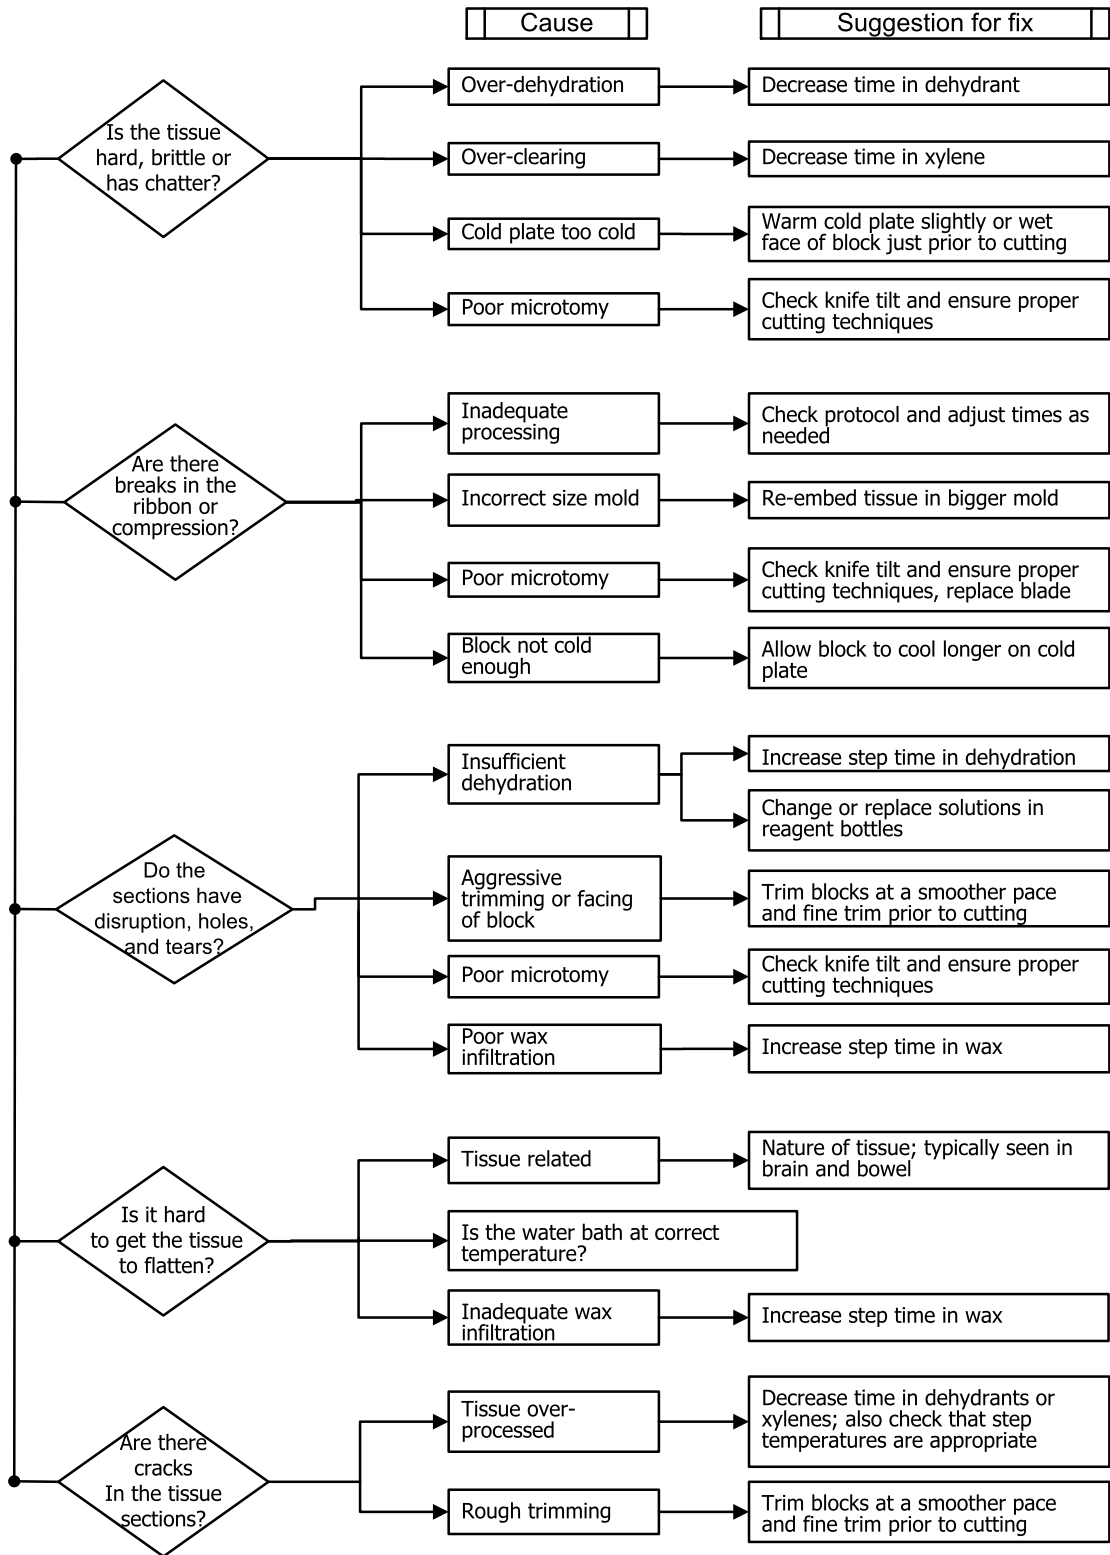 Cause
Suggestion for fix
Is the tissue
hard, brittle or
has chatter?
Over-dehydration
Decrease time in dehydrant
Over-clearing
Decrease time in xylene
Cold plate too cold
Warm cold plate slightly or wet
face of block just prior to cutting
Poor microtomy
Check knife tilt and ensure proper
cutting techniques
Are there
breaks in the
ribbon or
compression?
Inadequate
processing
Check protocol and adjust times as
needed
Incorrect size mold
Re-embed tissue in bigger mold
Poor microtomy
Check knife tilt and ensure proper
cutting techniques, replace blade
Block not cold
enough
Allow block to cool longer on cold
plate
Do the
sections have
disruption, holes,
and tears?
Insufficient
dehydration
Increase step time in dehydration
Change or replace solutions in
reagent bottles
Aggressive
trimming or facing
of block
Trim blocks at a smoother pace
and fine trim prior to cutting
Poor microtomy
Check knife tilt and ensure proper
cutting techniques
Poor wax
infiltration
Increase step time in wax
Is it hard
to get the tissue
to flatten?
Tissue related
Nature of tissue; typically seen in
brain and bowel
Is the water bath at correct
temperature?
Inadequate wax
infiltration
Increase step time in wax
Are there
cracks
In the tissue
sections?
Tissue over-
processed
Decrease time in dehydrants or
xylenes; also check that step
temperatures are appropriate
Rough trimming
Trim blocks at a smoother pace
and fine trim prior to cutting